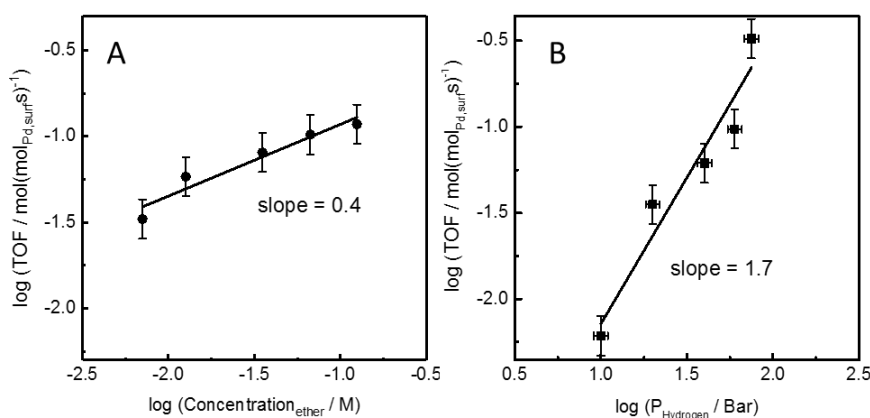 A
-0.5
-1.0
-1.5
-2.0
log (TOF / mol(mol_Pd,surf s)^-1)
slope = 0.4
-2.5 -2.0 -1.5 -1.0 -0.5
log (Concentration_ether / M)
B
-0.5
-1.0
-1.5
-2.0
log (TOF / mol(mol_Pd,surf s)^-1)
slope = 1.7
0.5 1.0 1.5 2.0 2.5
log (P_Hydrogen / Bar)